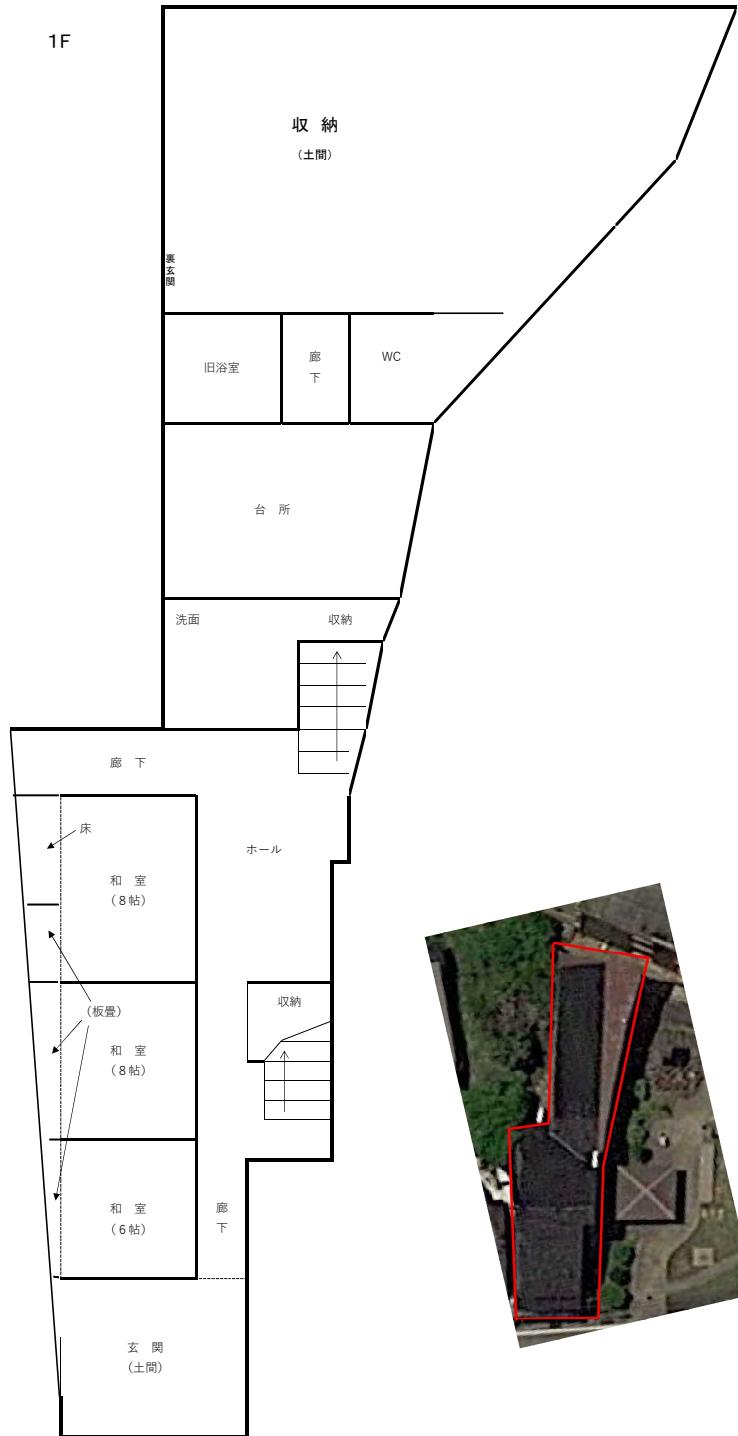 1F
収 納
(土間)
裏玄関
旧浴室
廊下
WC
台 所
洗面
収納
廊 下
床
ホール
和 室
(8帖)
収納
(板畳)
和 室
(8帖)
和 室
(6帖)
廊下
玄 関
(土間)